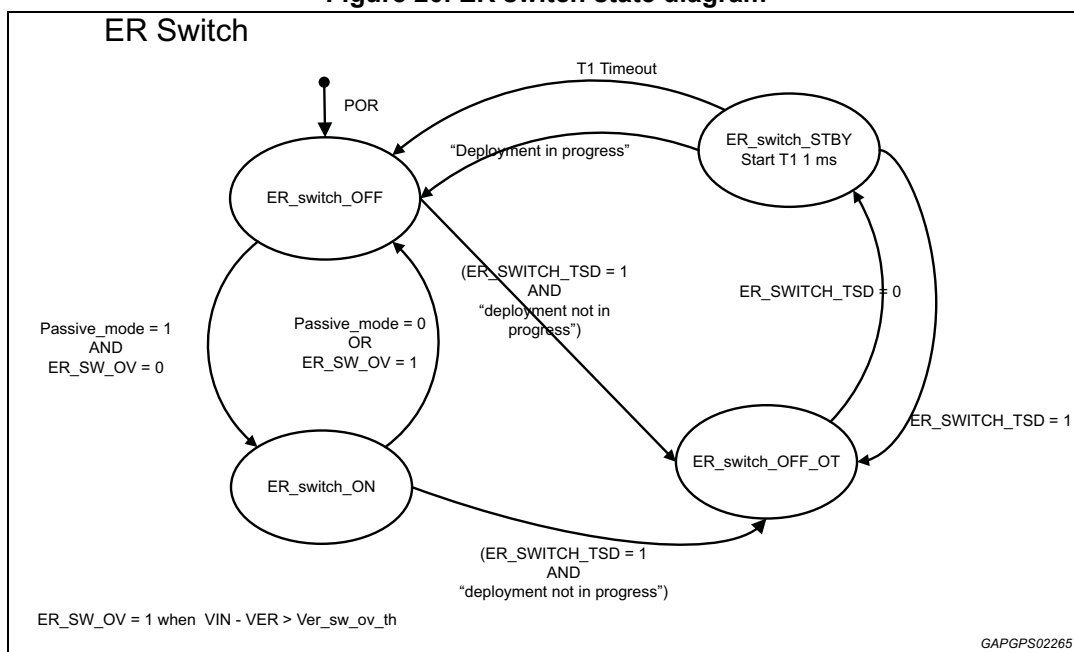 Figure 20. ER switch state diagram
ER Switch
T1 Timeout
POR
ER_switch_STBY
Start T1 1 ms
“Deployment in progress”
ER_switch_OFF
(ER_SWITCH_TSD = 1
AND
“deployment not in
progress”)
ER_SWITCH_TSD = 0
Passive_mode = 1
AND
ER_SW_OV = 0
Passive_mode = 0
OR
ER_SW_OV = 1
ER_SWITCH_TSD = 1
ER_switch_OFF_OT
ER_switch_ON
(ER_SWITCH_TSD = 1
AND
“deployment not in progress”)
ER_SW_OV = 1 when VIN - VER > Ver_sw_ov_th
GAPGPS02265